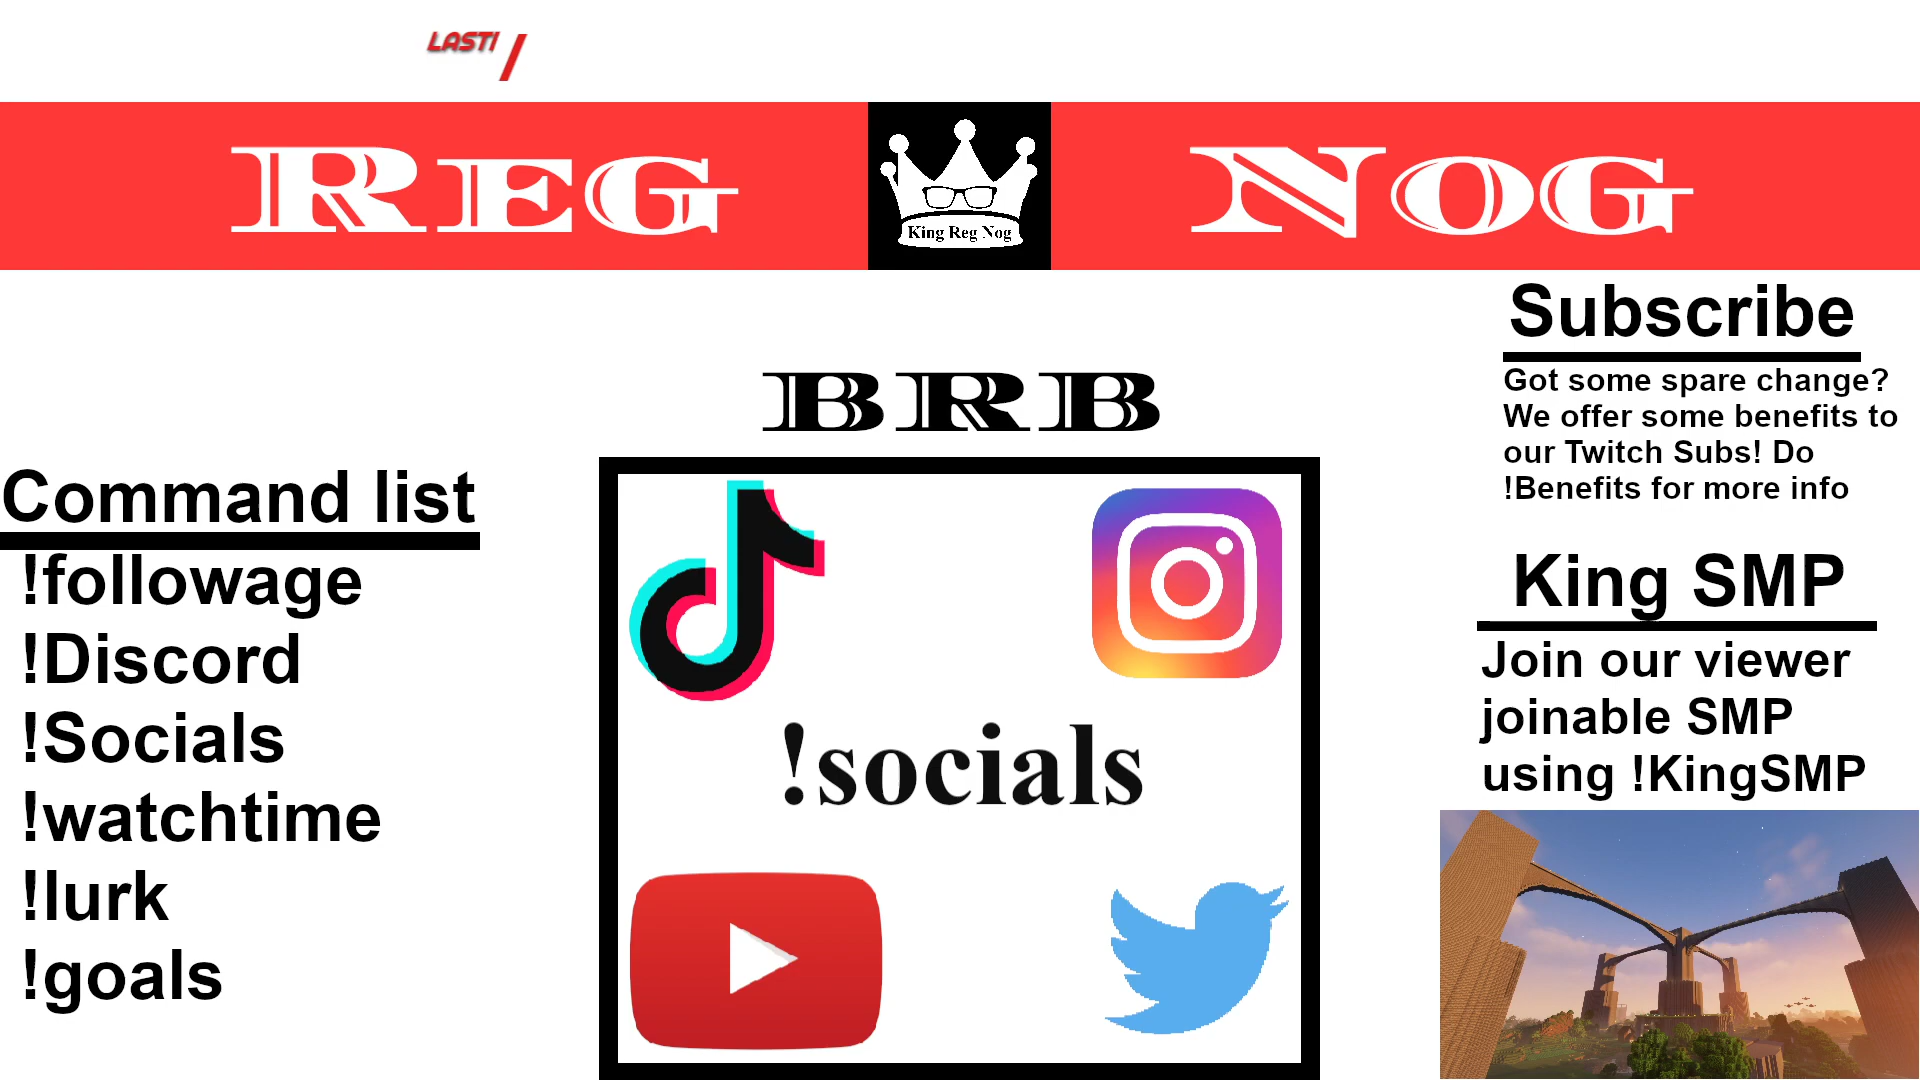 LAST
REG
King Reg Nog
NOG
BRB
Command list
!followage
!Discord
!Socials
!watchtime
!lurk
!goals
!socials
Subscribe
Got some spare change?
We offer some benefits to
our Twitch Subs! Do
!Benefits for more info
King SMP
Join our viewer
joinable SMP
using !KingSMP